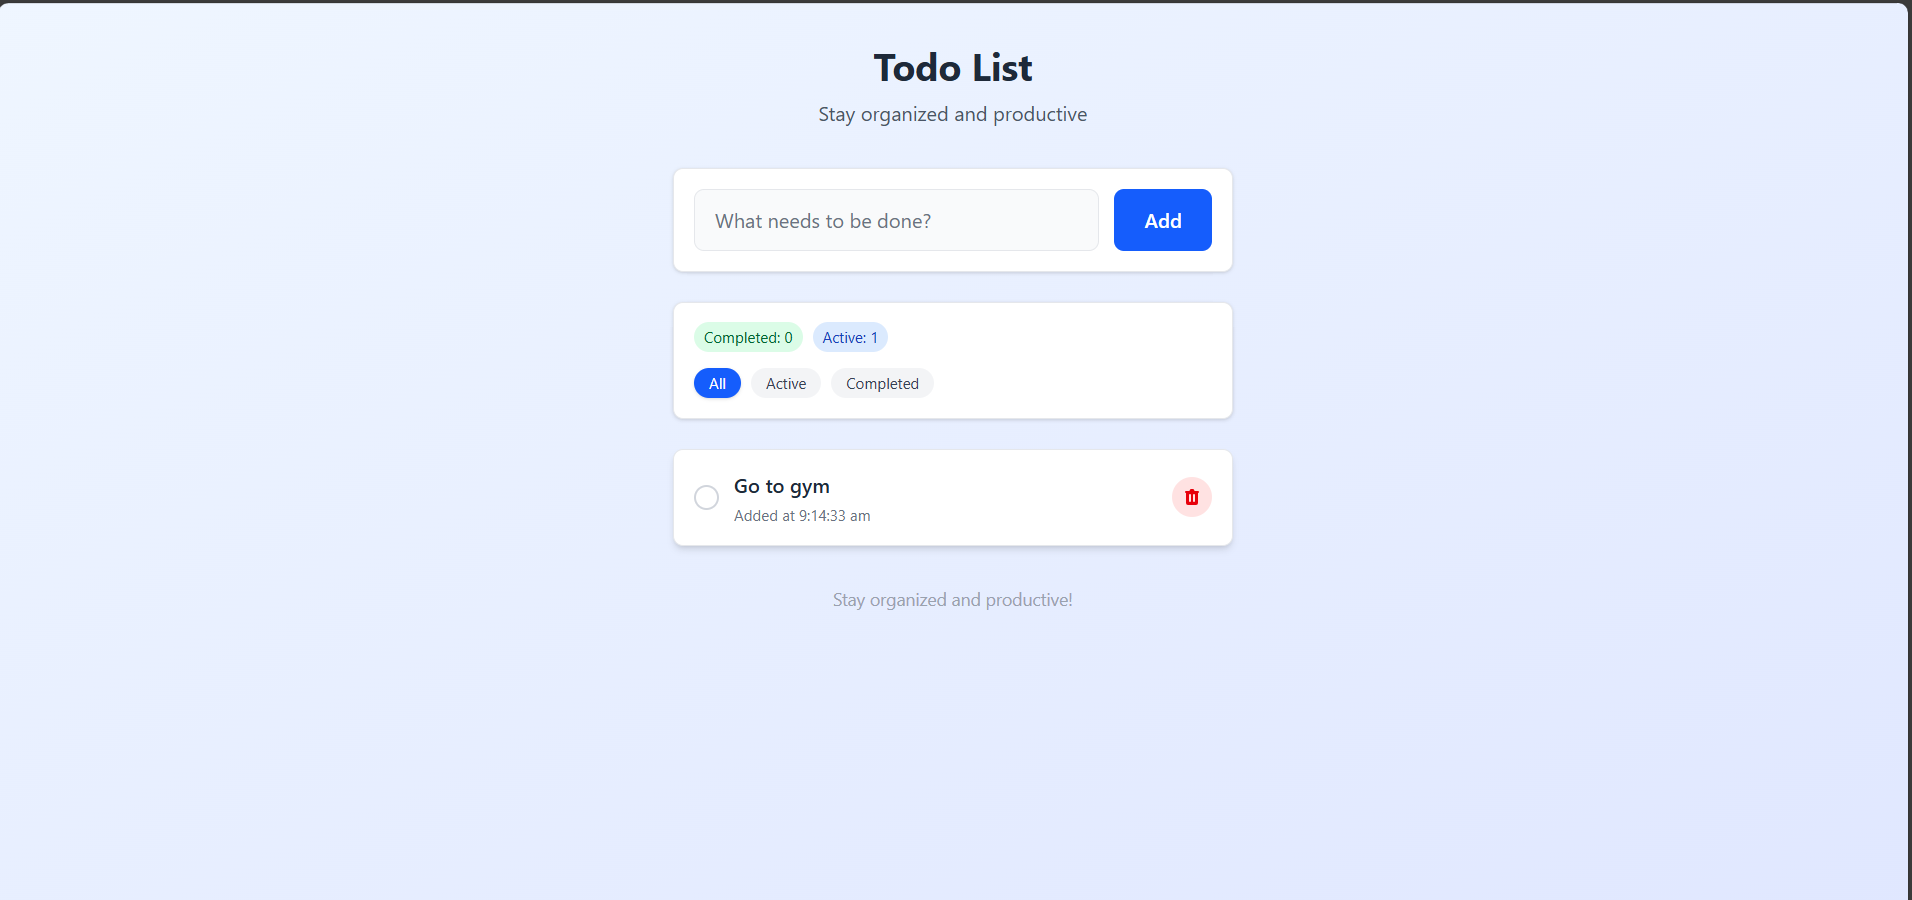 Todo List
Stay organized and productive
What needs to be done?
Add
Completed: 0 Active: 1
All Active Completed
Go to gym
Added at 9:14:33 am
Stay organized and productive!